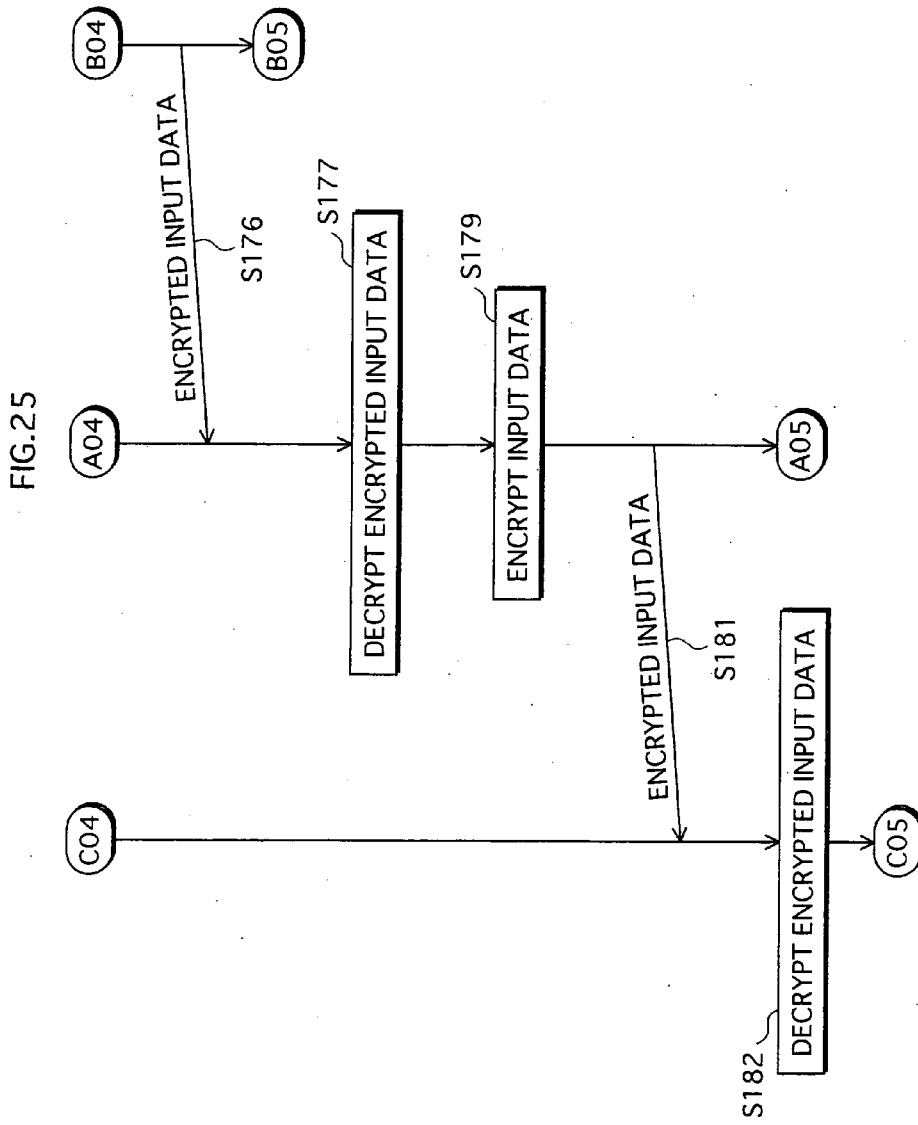 FIG.25
C04
A04
B04
ENCRYPTED INPUT DATA
S176
B05
S177
DECRYPT ENCRYPTED INPUT DATA
S179
ENCRYPT INPUT DATA
ENCRYPTED INPUT DATA
S181
A05
S182
DECRYPT ENCRYPTED INPUT DATA
C05